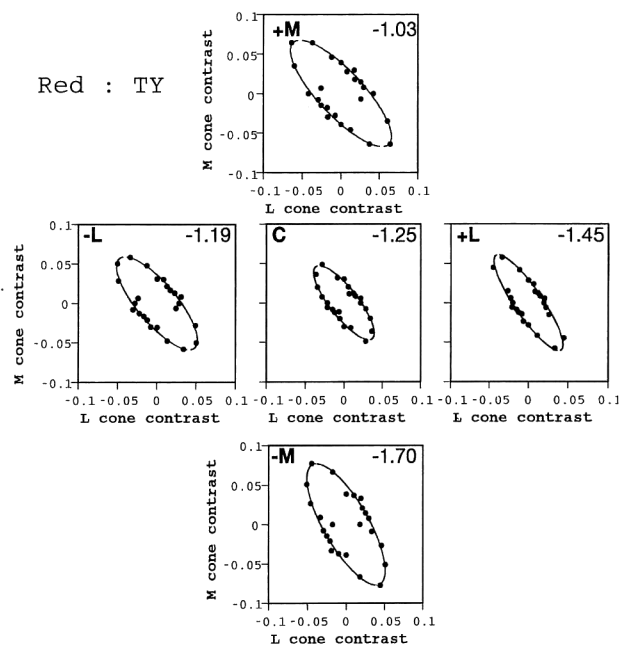 +M -1.03
Red : TY
M cone contrast
0.1
0.05
0
-0.05
-0.1
-0.1 -0.05 0 0.05 0.1
L cone contrast
-L -1.19
M cone contrast
0.1
0.05
0
-0.05
-0.1
-0.1 -0.05 0 0.05 0.1
L cone contrast
C -1.25
-0.1 -0.05 0 0.05 0.1
L cone contrast
+L -1.45
-0.1 -0.05 0 0.05 0.1
L cone contrast
-M -1.70
M cone contrast
0.1
0.05
0
-0.05
-0.1
-0.1 -0.05 0 0.05 0.1
L cone contrast